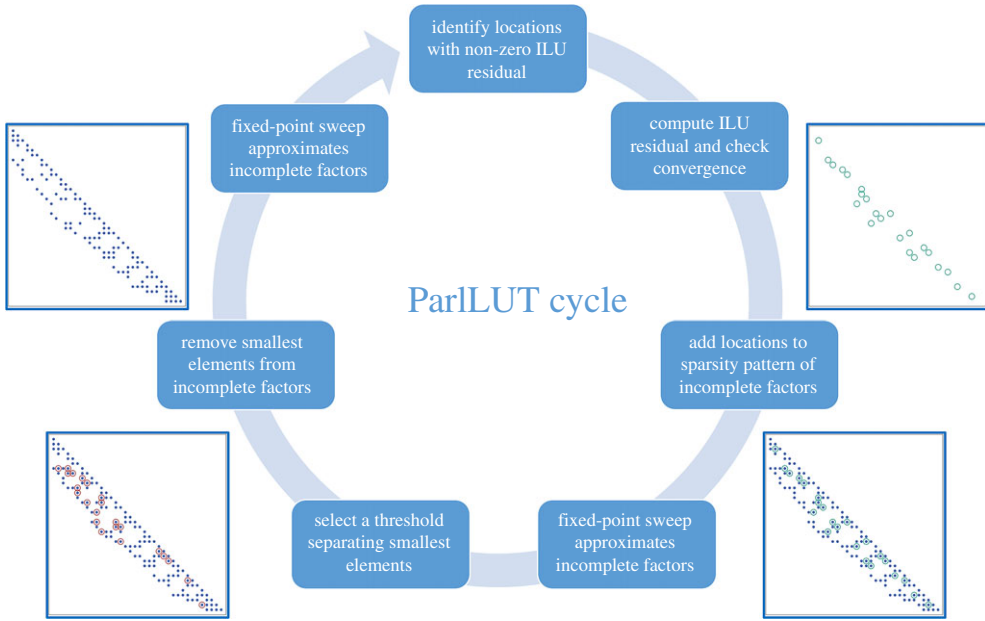 identify locations
with non-zero ILU
residual
compute ILU
residual and check
convergence
add locations to
sparsity pattern of
incomplete factors
fixed-point sweep
approximates
incomplete factors
select a threshold
separating smallest
elements
remove smallest
elements from
incomplete factors
fixed-point sweep
approximates
incomplete factors
ParlLUT cycle